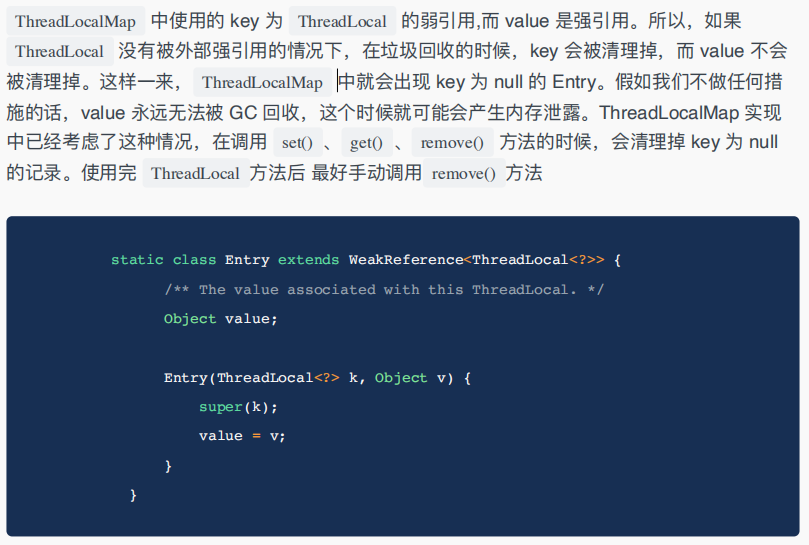 ThreadLocalMap 中使用的 key 为 ThreadLocal 的弱引用,而 value 是强引用。所以，如果
ThreadLocal 没有被外部强引用的情况下，在垃圾回收的时候，key 会被清理掉，而 value 不会
被清理掉。这样一来， ThreadLocalMap 中就会出现 key 为 null 的 Entry。假如我们不做任何措
施的话，value 永远无法被 GC 回收，这个时候就可能会产生内存泄露。ThreadLocalMap 实现
中已经考虑了这种情况，在调用 set() 、 get() 、 remove() 方法的时候，会清理掉 key 为 null
的记录。使用完 ThreadLocal 方法后 最好手动调用 remove() 方法
static class Entry extends WeakReference<ThreadLocal<?>> {
/** The value associated with this ThreadLocal. */
Object value;
Entry(ThreadLocal<?> k, Object v) {
super(k);
value = v;
}
}